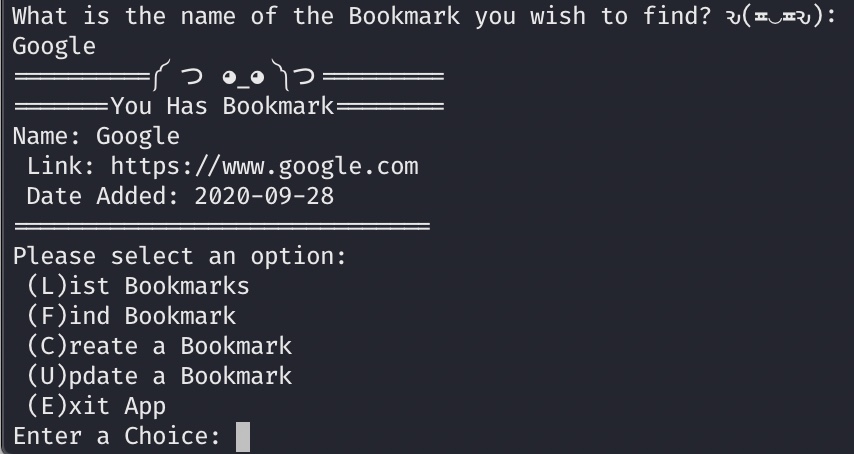 What is the name of the Bookmark you wish to find? ԅ(≖◡≖ԅ):
Google
==========༼ つ ◕_◕ ༽つ=========
=======You Has Bookmark========
Name: Google
Link: https://www.google.com
Date Added: 2020-09-28
===============================
Please select an option:
(L)ist Bookmarks
(F)ind Bookmark
(C)reate a Bookmark
(U)pdate a Bookmark
(E)xit App
Enter a Choice: